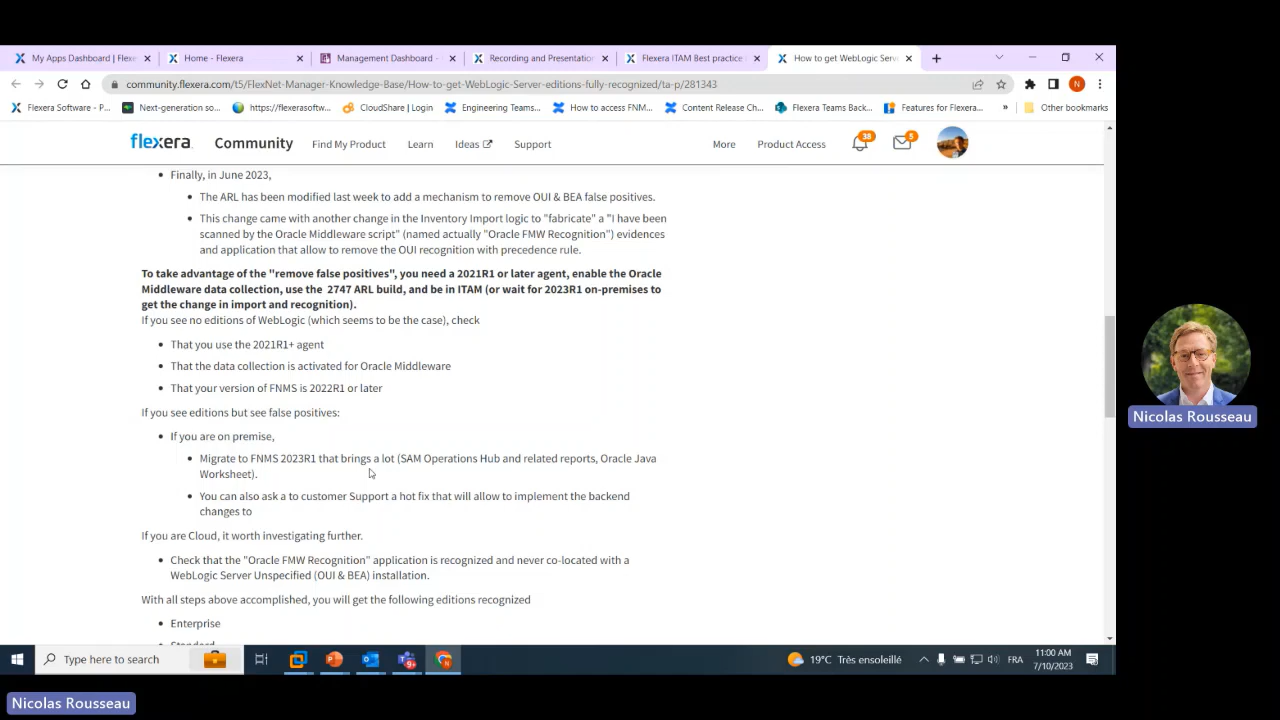 My Apps Dashboard | Flexe
Home - Flexera
Management Dashboard -
Recording and Presentation
Flexera ITAM Best practice
How to get WebLogic Serv
community.flexera.com/t5/FlexNet-Manager-Knowledge-Base/How-to-get-WebLogic-Server-editions-fully-recognized/ta-p/281343
N
Flexera Software - P...
Next-generation so...
https://flexerasoftw...
CloudShare | Login
Engineering Teams...
How to access FNM...
Content Release Ch...
Flexera Teams Back...
Features for Flexera...
»
Other bookmarks
flexera Community
Find My Product
Learn
Ideas
Support
More
Product Access
38
5
• Finally, in June 2023,
• The ARL has been modified last week to add a mechanism to remove OUI & BEA false positives.
• This change came with another change in the Inventory Import logic to "fabricate" a "I have been
scanned by the Oracle Middleware script" (named actually "Oracle FMW Recognition") evidences
and application that allow to remove the OUI recognition with precedence rule.
To take advantage of the "remove false positives", you need a 2021R1 or later agent, enable the Oracle
Middleware data collection, use the 2747 ARL build, and be in ITAM (or wait for 2023R1 on-premises to
get the change in import and recognition).
If you see no editions of WebLogic (which seems to be the case), check
• That you use the 2021R1+ agent
• That the data collection is activated for Oracle Middleware
• That your version of FNMS is 2022R1 or later
If you see editions but see false positives:
• If you are on premise,
• Migrate to FNMS 2023R1 that brings a lot (SAM Operations Hub and related reports, Oracle Java
Worksheet).
• You can also ask a to customer Support a hot fix that will allow to implement the backend
changes to
If you are Cloud, it worth investigating further.
• Check that the "Oracle FMW Recognition" application is recognized and never co-located with a
WebLogic Server Unspecified (OUI & BEA) installation.
With all steps above accomplished, you will get the following editions recognized
• Enterprise
• Standard
Nicolas Rousseau
Type here to search
19°C Très ensoleillé
FRA
11:00 AM
7/10/2023
Nicolas Rousseau